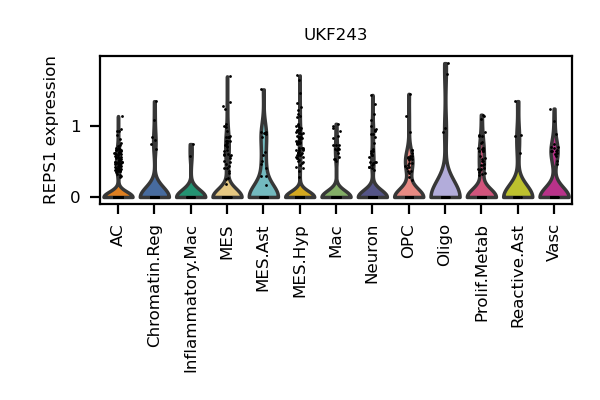 UKF243
REPS1 expression
1
0
AC
Chromatin.Reg
Inflammatory.Mac
MES
MES.Ast
MES.Hyp
Mac
Neuron
OPC
Oligo
Prolif.Metab
Reactive.Ast
Vasc